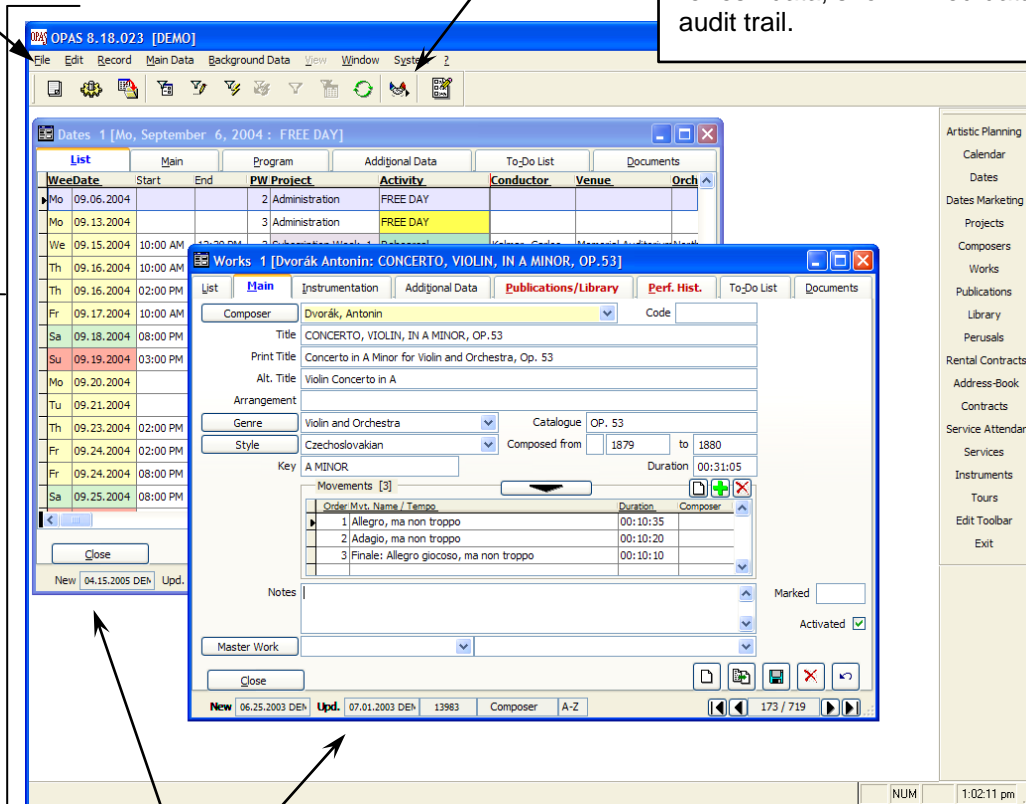 audit trail.
OPAS 8.18.023 [DEMO]
File Edit Record Main Data Background Data View Window System ?
Dates 1 [Mo, September 6, 2004 : FREE DAY]
List Main Program Additional Data To-Do List Documents
WeeDate Start End PW Project Activity Conductor Venue Orch
Mo 09.06.2004 2 Administration FREE DAY
Mo 09.13.2004 3 Administration FREE DAY
We 09.15.2004 10:00 AM
Th 09.16.2004 10:00 AM
Th 09.16.2004 02:00 PM
Fr 09.17.2004 10:00 AM
Sa 09.18.2004 08:00 PM
Su 09.19.2004 03:00 PM
Mo 09.20.2004
Tu 09.21.2004
Th 09.23.2004 02:00 PM
Fr 09.24.2004 02:00 PM
Fr 09.24.2004 08:00 PM
Sa 09.25.2004 08:00 PM
Close
New 04.15.2005 DEN Upd.
Works 1 [Dvorák Antonin: CONCERTO, VIOLIN, IN A MINOR, OP.53]
List Main Instrumentation Additional Data Publications/Library Perf. Hist. To-Do List Documents
Composer Dvorák, Antonin Code
Title CONCERTO, VIOLIN, IN A MINOR, OP.53
Print Title Concerto in A Minor for Violin and Orchestra, Op. 53
Alt. Title Violin Concerto in A
Arrangement
Genre Violin and Orchestra Catalogue OP. 53
Style Czechoslovakian Composed from 1879 to 1880
Key A MINOR Duration 00:31:05
Movements [3]
Order Mvt. Name / Tempo Duration Composer
1 Allegro, ma non troppo 00:10:35
2 Adagio, ma non troppo 00:10:20
3 Finale: Allegro giocoso, ma non troppo 00:10:10
Notes Marked
Activated
Master Work
Close
New 06.25.2003 DEN Upd. 07.01.2003 DEN 13983 Composer A-Z 173 / 719
Artistic Planning
Calendar
Dates
Dates Marketing
Projects
Composers
Works
Publications
Library
Perusals
Rental Contracts
Address-Book
Contracts
Service Attendan
Services
Instruments
Tours
Edit Toolbar
Exit
NUM 1:02:11 pm